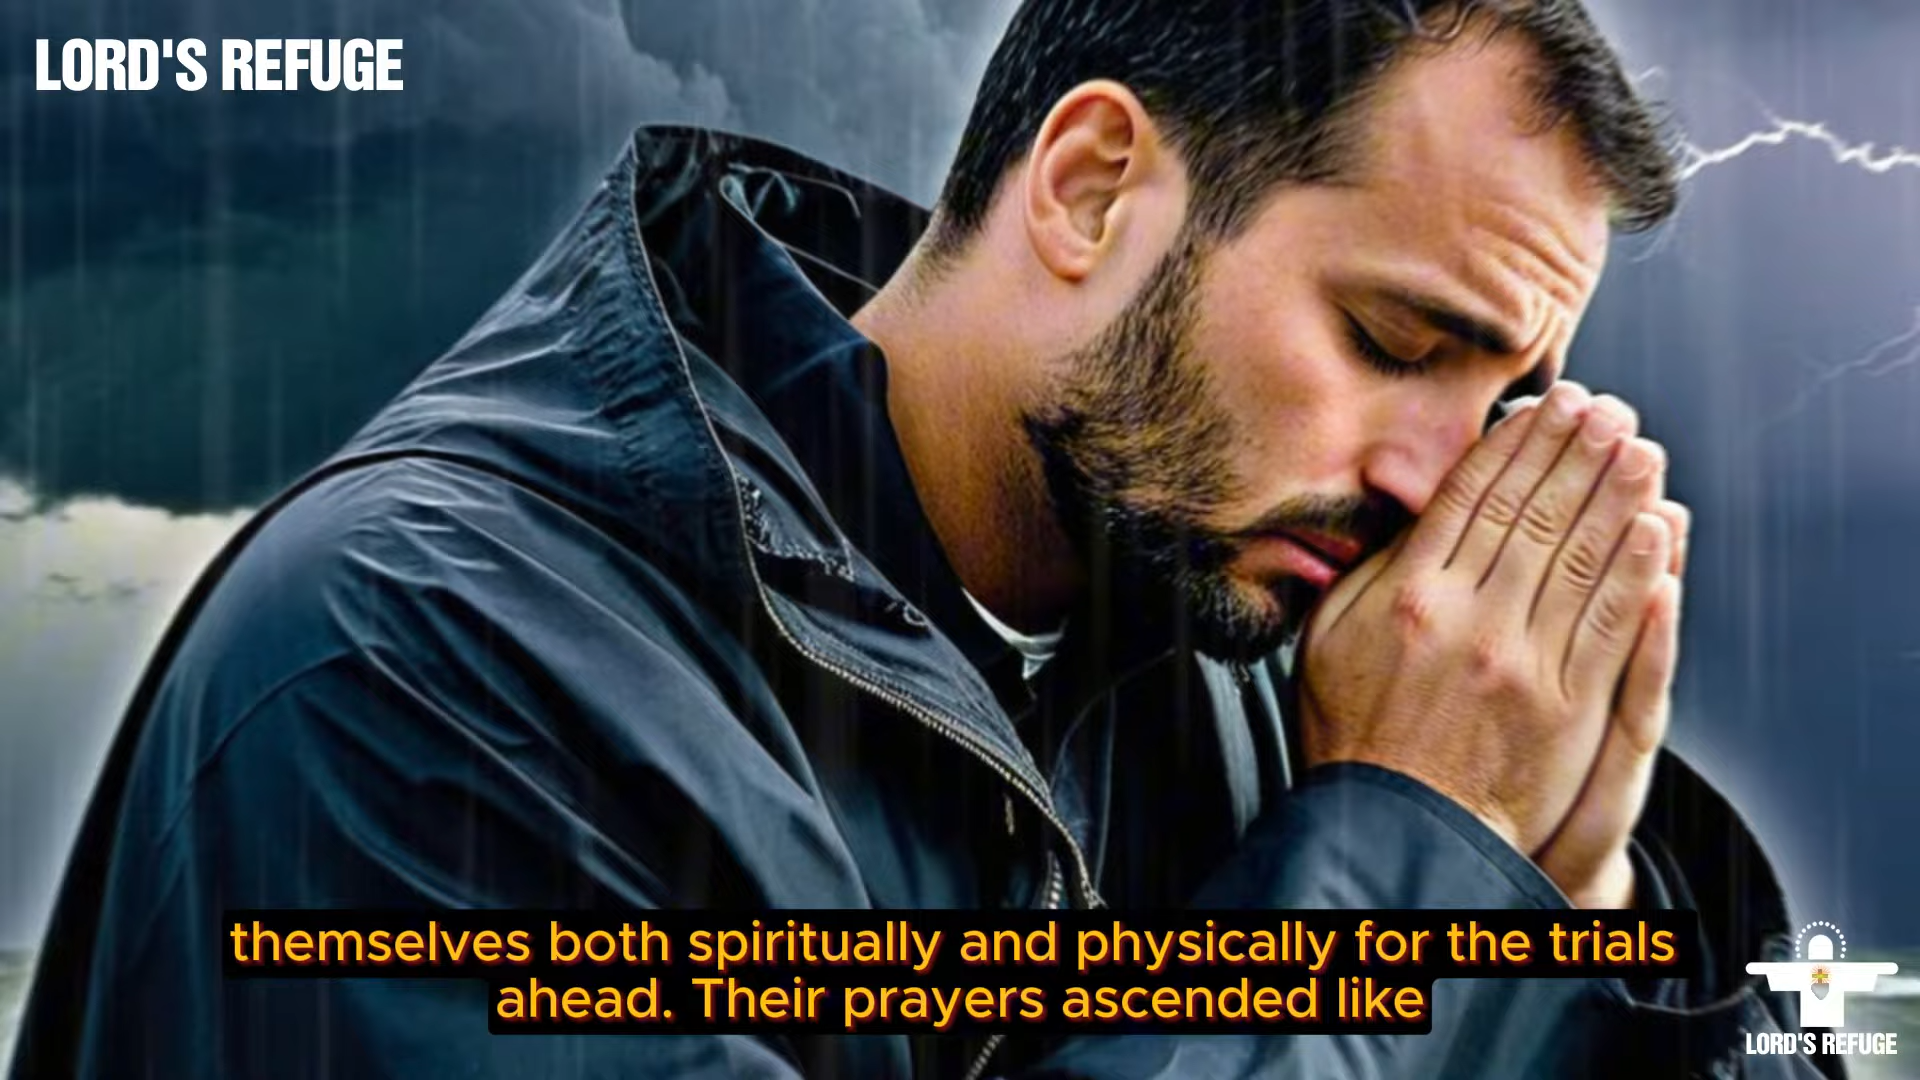 LORD'S REFUGE
themselves both spiritually and physically for the trials
ahead. Their prayers ascended like
LORD'S REFUGE